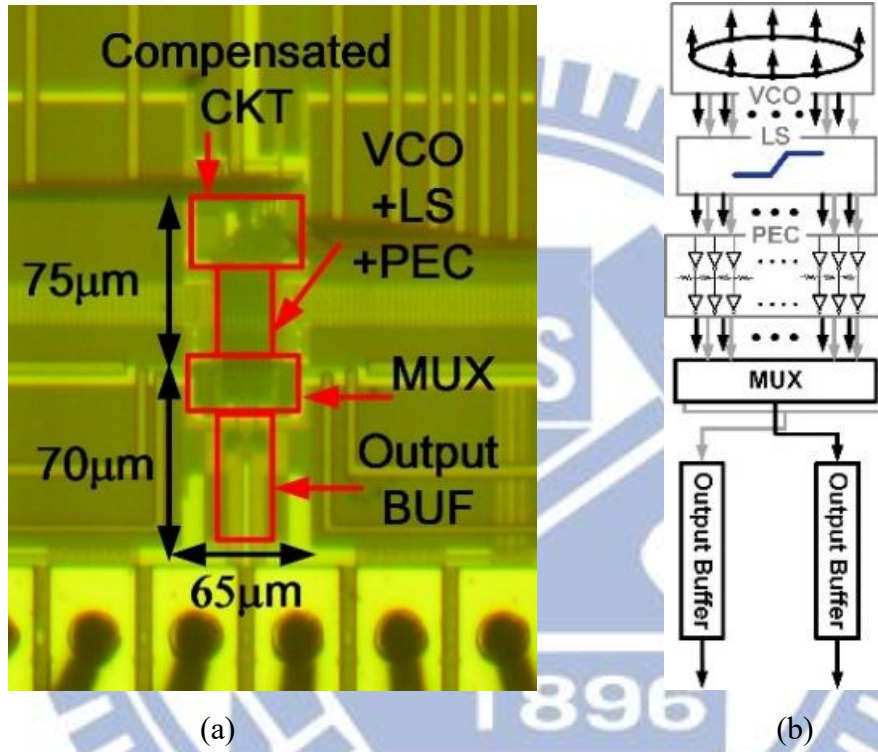 Compensated
CKT
VCO
+LS
+PEC
75μm
MUX
70μm
Output
BUF
65μm
(a)
VCO
LS
PEC
MUX
Output Buffer
Output Buffer
(b)
S
1896